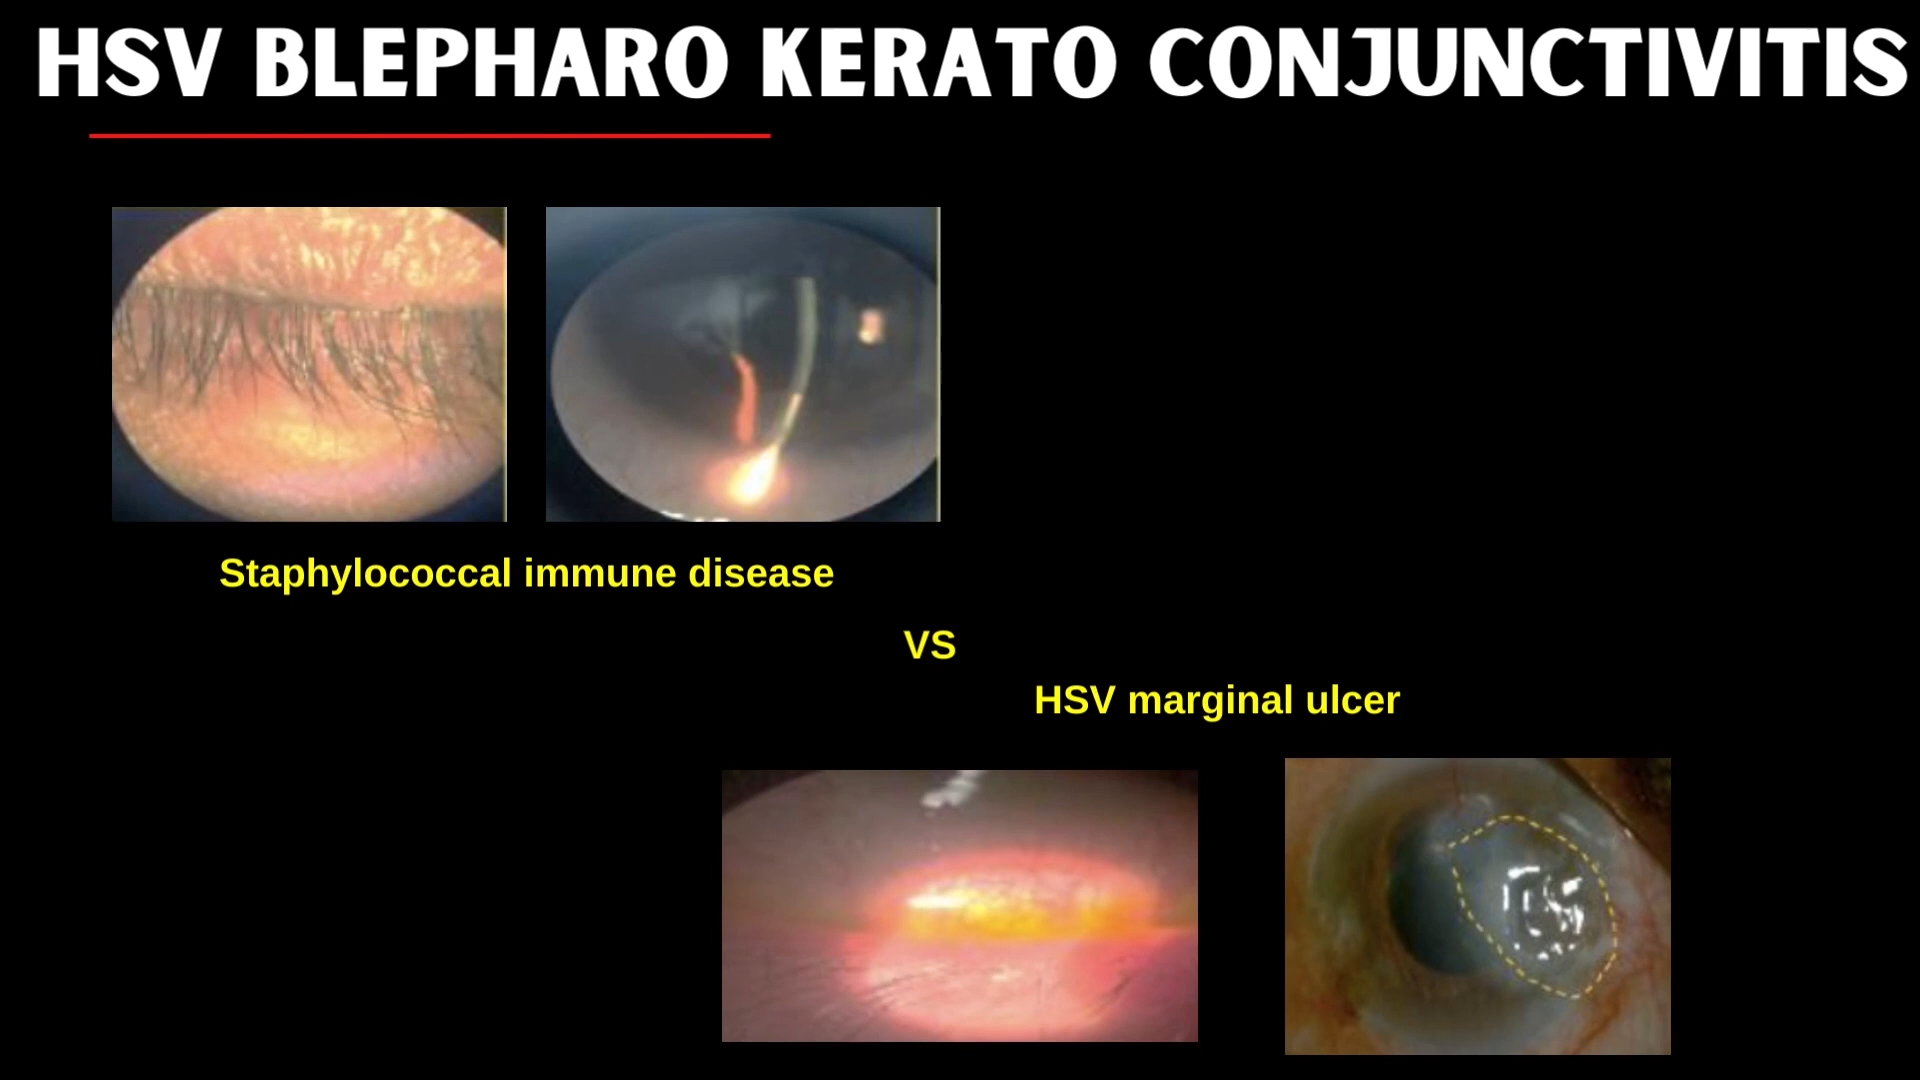 HSV BLEPHARO KERATO CONJUNCTIVITIS
Staphylococcal immune disease
VS
HSV marginal ulcer